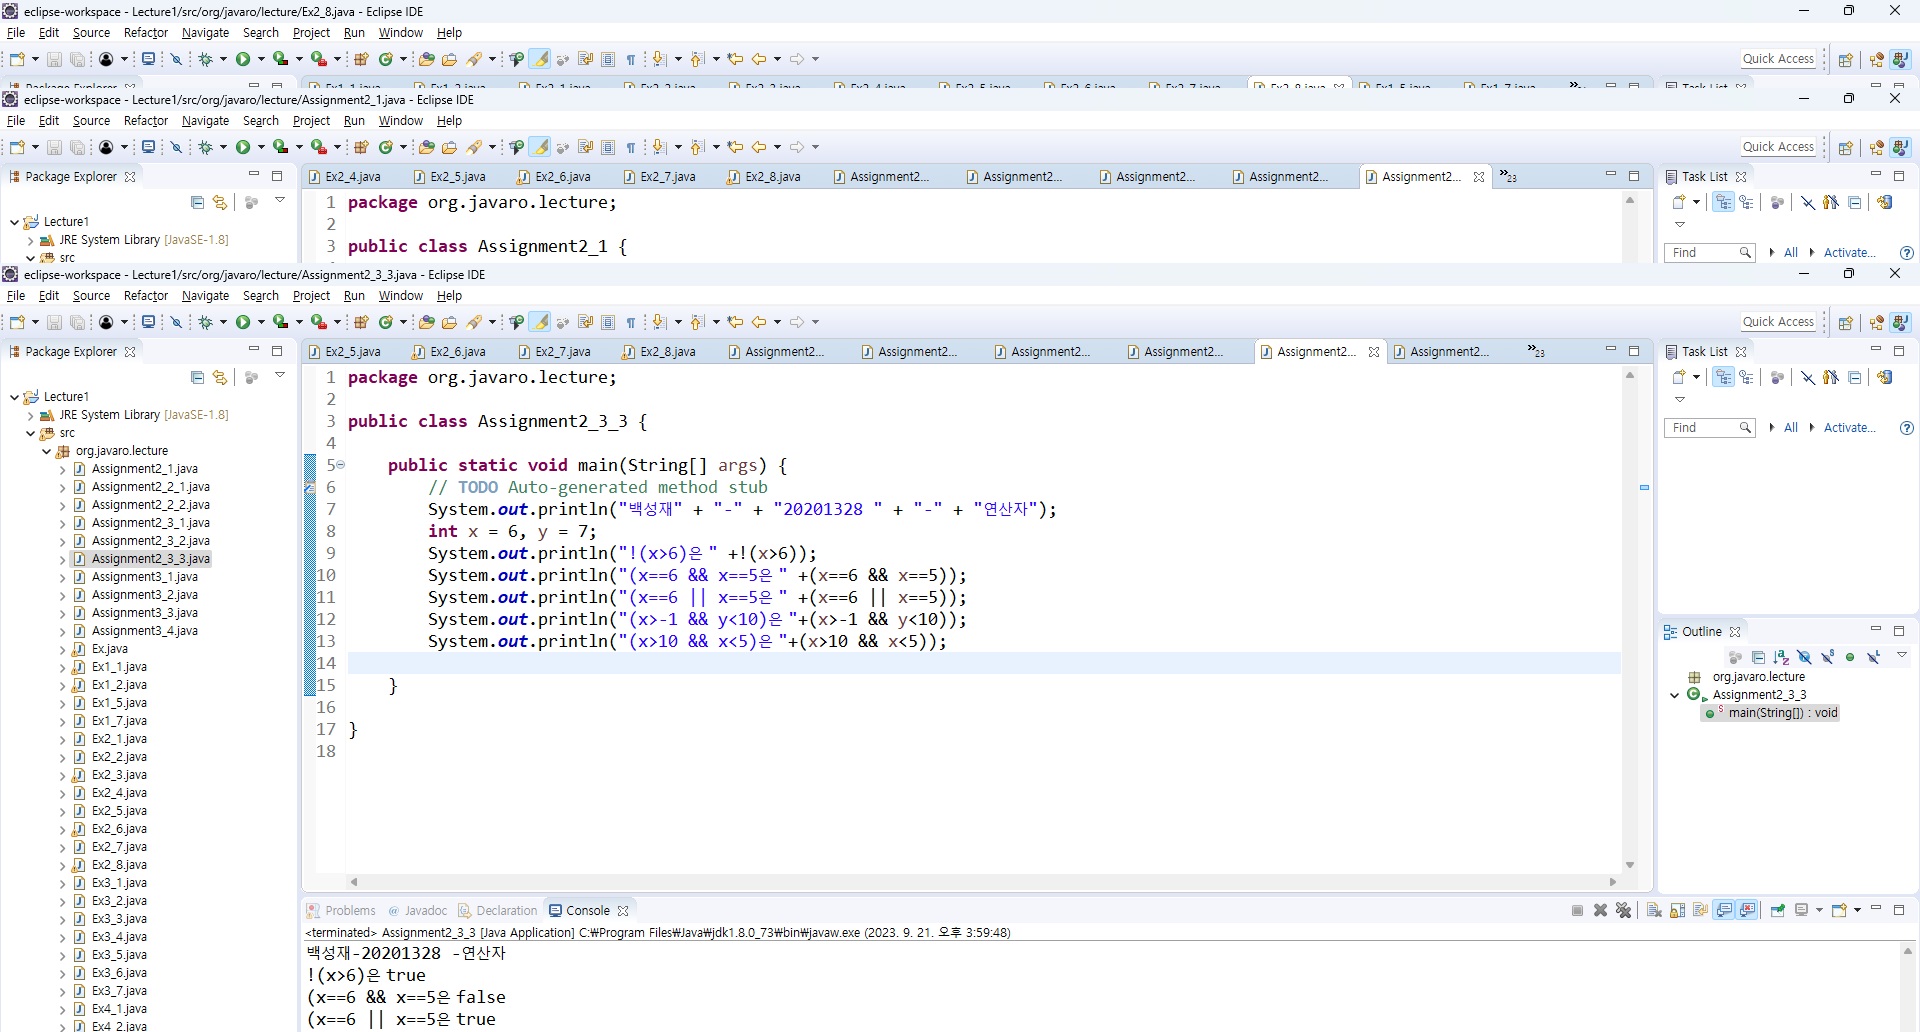 eclipse-workspace - Lecture1/src/org/javaro/lecture/Ex2_8.java - Eclipse IDE
File Edit Source Refactor Navigate Search Project Run Window Help
Quick Access
eclipse-workspace - Lecture1/src/org/javaro/lecture/Assignment2_1.java - Eclipse IDE
File Edit Source Refactor Navigate Search Project Run Window Help
Quick Access
Package Explorer
Ex2_4.java Ex2_5.java Ex2_6.java Ex2_7.java Ex2_8.java Assignment2... Assignment2... Assignment2... Assignment2... Assignment2... »23
Task List
Lecture1
JRE System Library [JavaSE-1.8]
src
1 package org.javaro.lecture;
2
3 public class Assignment2_1 {
Find All Activate...
eclipse-workspace - Lecture1/src/org/javaro/lecture/Assignment2_3_3.java - Eclipse IDE
File Edit Source Refactor Navigate Search Project Run Window Help
Quick Access
Package Explorer
Ex2_5.java Ex2_6.java Ex2_7.java Ex2_8.java Assignment2... Assignment2... Assignment2... Assignment2... Assignment2... Assignment2... »23
Task List
Lecture1
JRE System Library [JavaSE-1.8]
src
org.javaro.lecture
Assignment2_1.java
Assignment2_2_1.java
Assignment2_2_2.java
Assignment2_3_1.java
Assignment2_3_2.java
Assignment2_3_3.java
Assignment3_1.java
Assignment3_2.java
Assignment3_3.java
Assignment3_4.java
Ex.java
Ex1_1.java
Ex1_2.java
Ex1_5.java
Ex1_7.java
Ex2_1.java
Ex2_2.java
Ex2_3.java
Ex2_4.java
Ex2_5.java
Ex2_6.java
Ex2_7.java
Ex2_8.java
Ex3_1.java
Ex3_2.java
Ex3_3.java
Ex3_4.java
Ex3_5.java
Ex3_6.java
Ex3_7.java
Ex4_1.java
Ex4_2.java
1 package org.javaro.lecture;
2
3 public class Assignment2_3_3 {
4
5 public static void main(String[] args) {
6 // TODO Auto-generated method stub
7 System.out.println("백성재" + "-" + "20201328 " + "-" + "연산자");
8 int x = 6, y = 7;
9 System.out.println("!(x>6)은 " +!(x>6));
10 System.out.println("(x==6 && x==5은 " +(x==6 && x==5));
11 System.out.println("(x==6 || x==5은 " +(x==6 || x==5));
12 System.out.println("(x>-1 && y<10)은 "+(x>-1 && y<10));
13 System.out.println("(x>10 && x<5)은 "+(x>10 && x<5));
14
15 }
16
17 }
18
Find All Activate...
Outline
org.javaro.lecture
Assignment2_3_3
main(String[]) : void
Problems Javadoc Declaration Console
<terminated> Assignment2_3_3 [Java Application] C:₩Program Files₩Java₩jdk1.8.0_73₩bin₩javaw.exe (2023. 9. 21. 오후 3:59:48)
백성재-20201328 -연산자
!(x>6)은 true
(x==6 && x==5은 false
(x==6 || x==5은 true